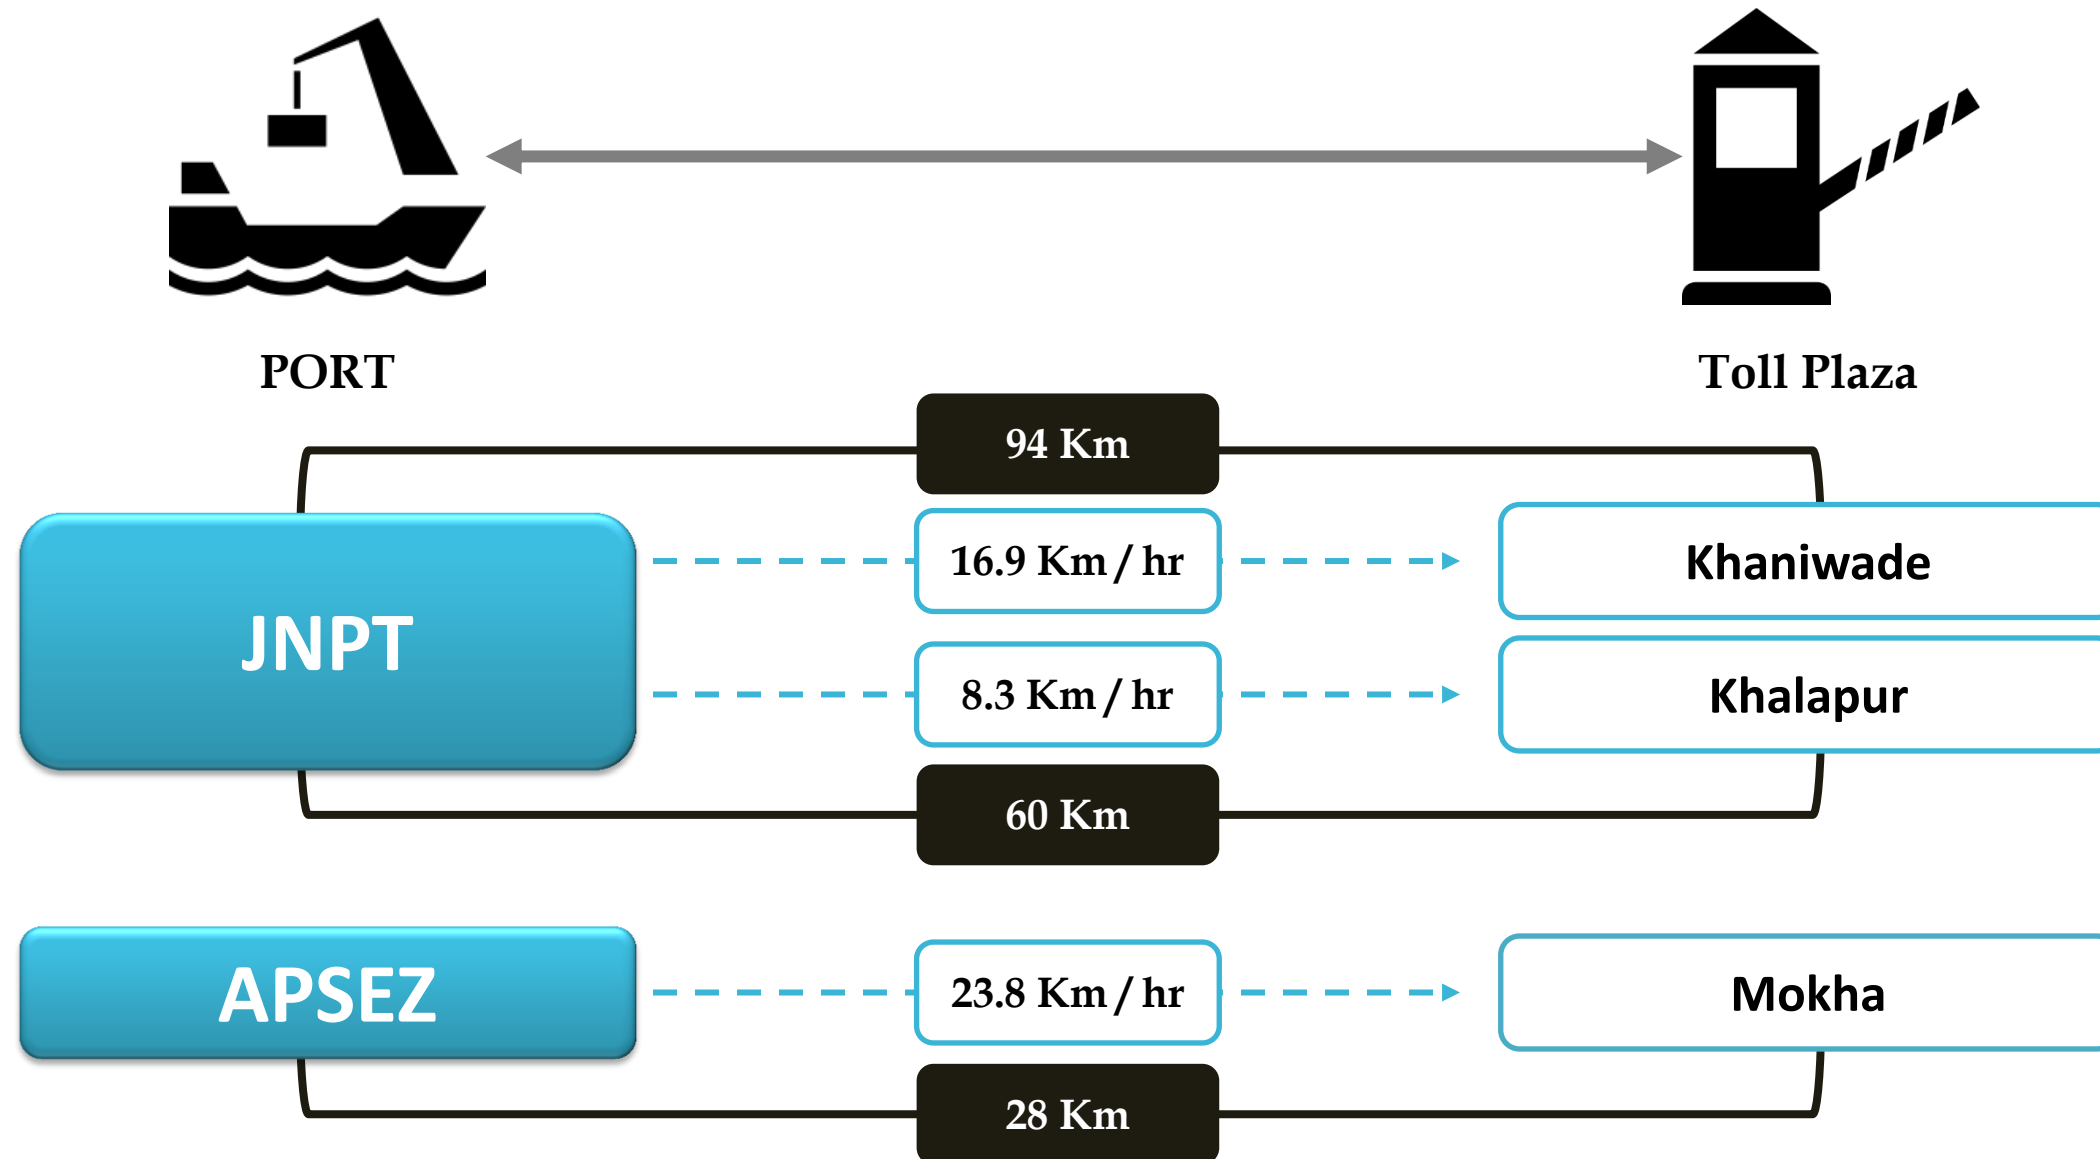 PORT
Toll Plaza
94 Km
16.9 Km/hr
Khaniwade
JNPT
8.3 Km/hr
Khalapur
60 Km
APSEZ
23.8 Km/hr
Mokha
28 Km